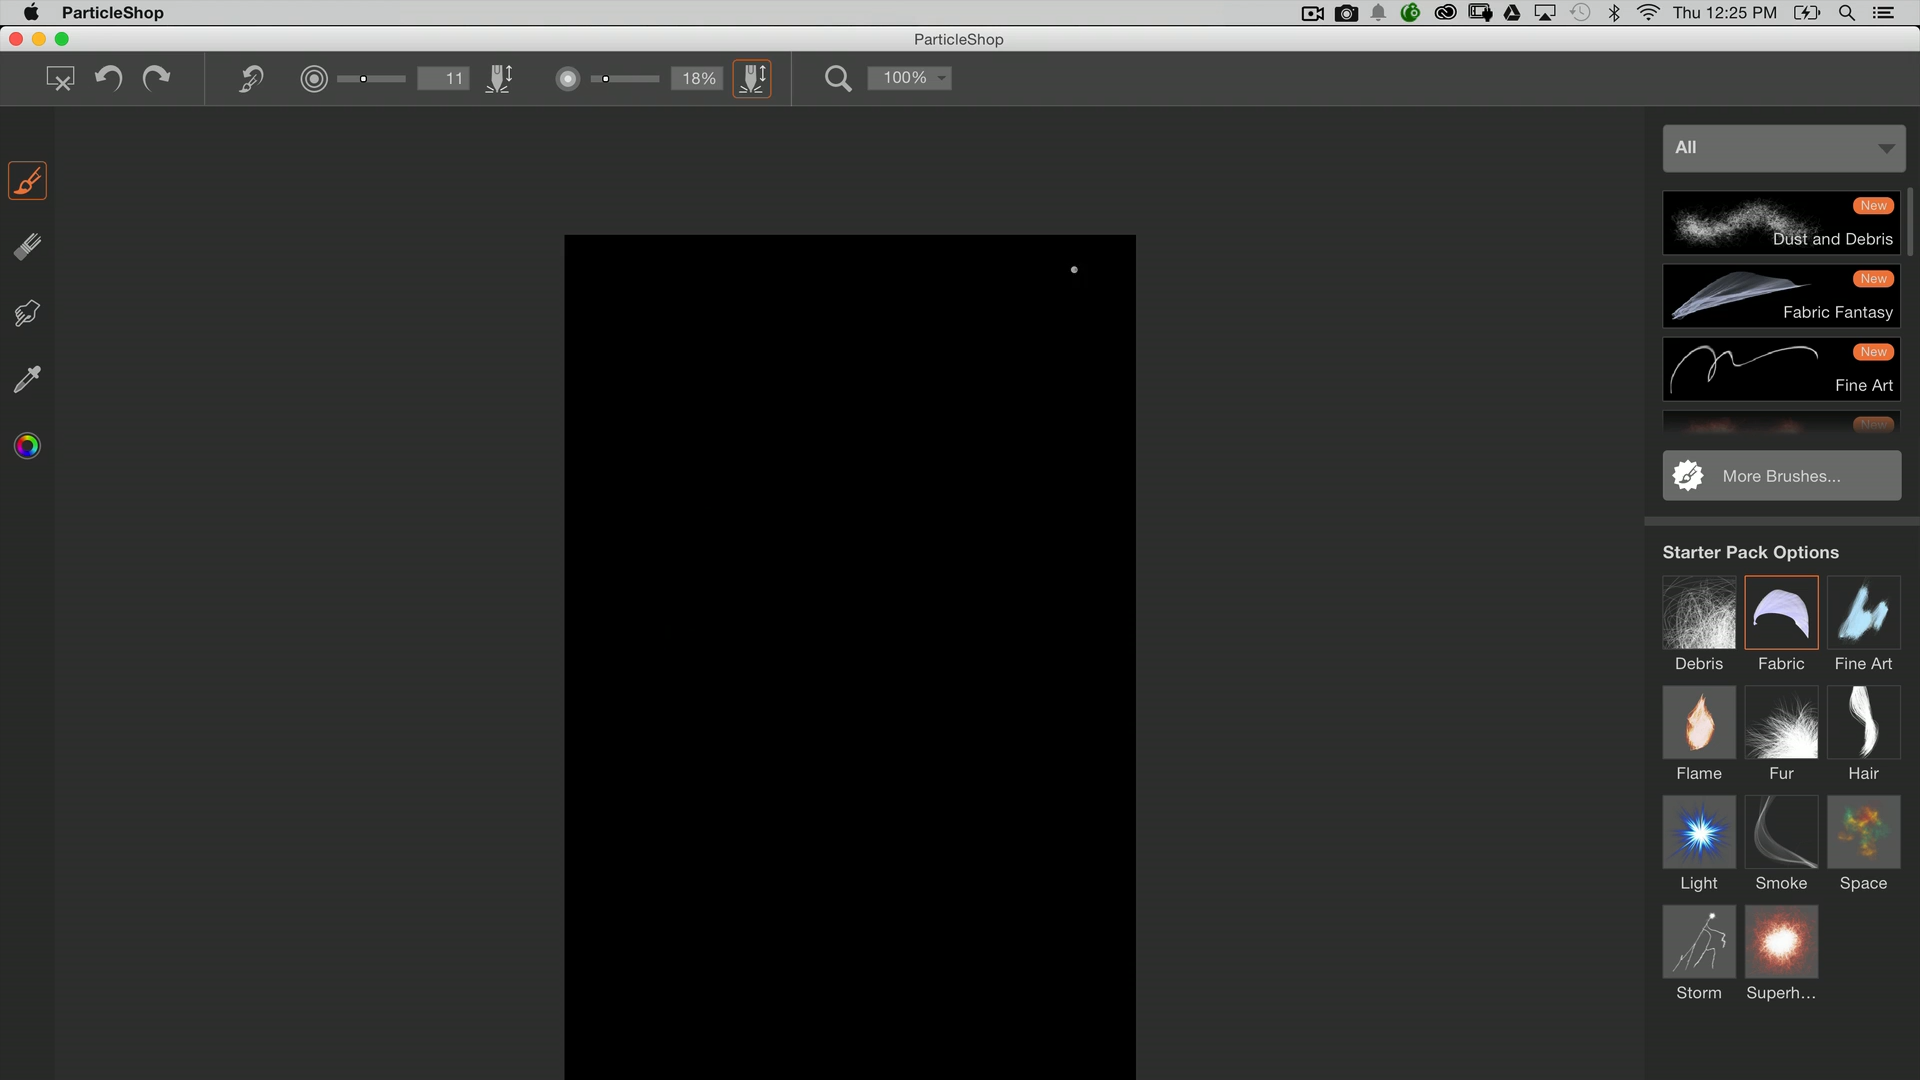 ParticleShop
Thu 12:25 PM
ParticleShop
11
18%
100%
All
New
Dust and Debris
New
Fabric Fantasy
New
Fine Art
New
More Brushes...
Starter Pack Options
Debris
Fabric
Fine Art
Flame
Fur
Hair
Light
Smoke
Space
Storm
Superh...